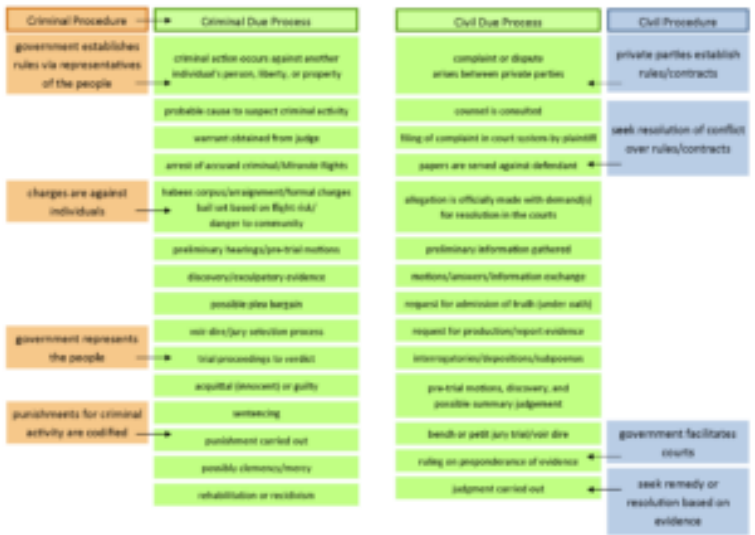 Criminal Procedure
government establishes
rules via representatives
of the people
charges are against
individuals
government represents
the people
punishments for criminal
activity are codified
Criminal Due Process
criminal action occurs against another
individual's person, liberty, or property
probable cause to suspect criminal activity
warrant obtained from judge
arrest of accused criminal/Miranda Rights
habeas corpus/arraignment/formal charges
bail set based on flight risk/
danger to community
preliminary hearings/pre-trial motions
discovery/exculpatory evidence
possible plea bargain
voir dire/jury selection process
trial proceedings to verdict
acquittal (innocent) or guilty
sentencing
punishment carried out
possibly clemency/mercy
rehabilitation or recidivism
Civil Due Process
complaint or dispute
arises between private parties
counsel is consulted
filing of complaint in court system by plaintiff
papers are served against defendant
allegation is officially made with demand(s)
for resolution in the courts
preliminary information gathered
motions/answers/information exchange
request for admission of truth (under oath)
request for production/report evidence
interrogatories/depositions/subpoenas
pre-trial motions, discovery, and
possible summary judgement
bench or petit jury trial/voir dire
ruling on preponderance of evidence
judgment carried out
Civil Procedure
private parties establish
rules/contracts
seek resolution of conflict
over rules/contracts
government facilitates
courts
seek remedy or
resolution based on
evidence